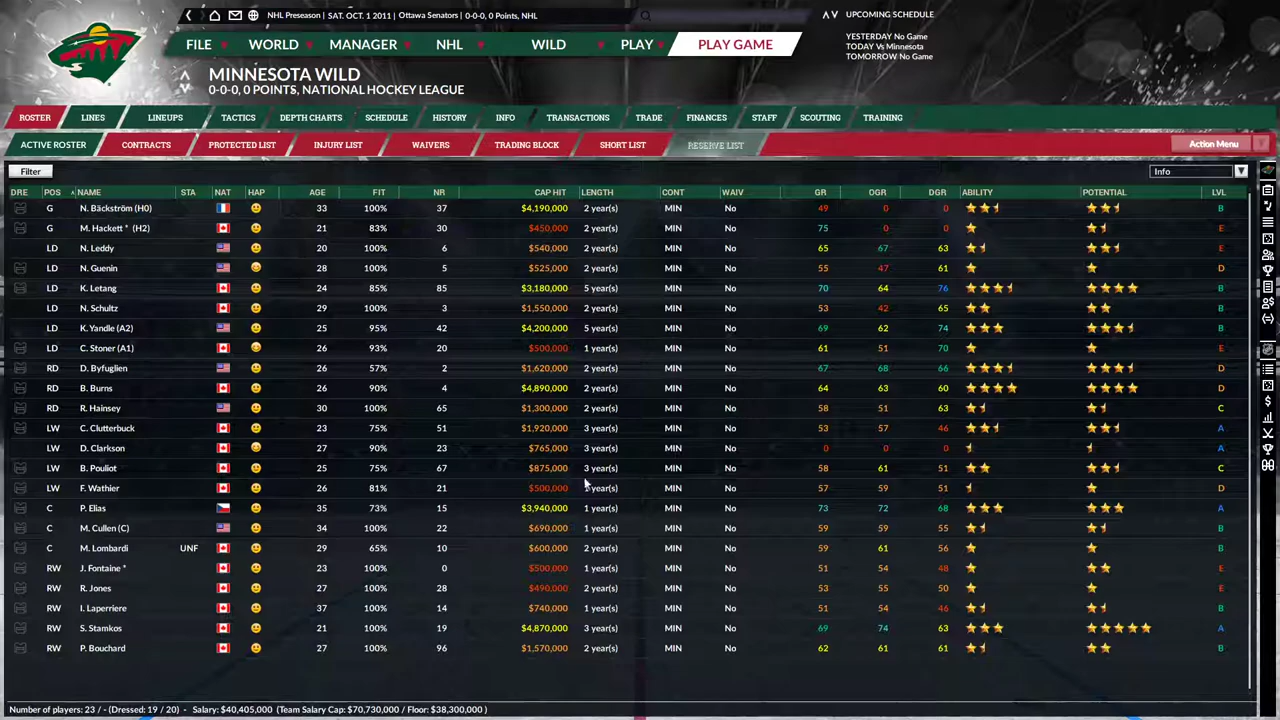 NHL Preseason | SAT. OCT. 1 2011 | Ottawa Senators | 0-0-0, 0 Points, NHL
UPCOMING SCHEDULE
YESTERDAY No Game
TODAY Vs Minnesota
TOMORROW No Game
FILE WORLD MANAGER NHL WILD PLAY PLAY GAME
MINNESOTA WILD
0-0-0, 0 POINTS, NATIONAL HOCKEY LEAGUE
ROSTER LINES LINEUPS TACTICS DEPTH CHARTS SCHEDULE HISTORY INFO TRANSACTIONS TRADE FINANCES STAFF SCOUTING TRAINING
ACTIVE ROSTER CONTRACTS PROTECTED LIST INJURY LIST WAIVERS TRADING BLOCK SHORT LIST RESERVE LIST Action Menu
Filter Info
DRE POS NAME STA NAT HAP AGE FIT NR CAP HIT LENGTH CONT WAIV GR OGR DGR ABILITY POTENTIAL LVL
G N. Bäckström (H0) 33 100% 37 $4,190,000 2 year(s) MIN No 49 0 0 B
G M. Hackett * (H2) 21 83% 30 $450,000 2 year(s) MIN No 75 0 0 E
LD N. Leddy 20 100% 6 $540,000 2 year(s) MIN No 65 67 63 E
LD N. Guenin 28 100% 5 $525,000 2 year(s) MIN No 55 47 61 D
LD K. Letang 24 85% 85 $3,180,000 5 year(s) MIN No 70 64 76 B
LD N. Schultz 29 100% 3 $1,550,000 2 year(s) MIN No 53 42 65 B
LD K. Yandle (A2) 25 95% 42 $4,200,000 5 year(s) MIN No 69 62 74 B
LD C. Stoner (A1) 26 93% 20 $500,000 1 year(s) MIN No 61 51 70 E
RD D. Byfuglien 26 57% 2 $1,620,000 2 year(s) MIN No 67 68 66 D
RD B. Burns 26 90% 4 $4,890,000 2 year(s) MIN No 64 63 60 D
RD R. Hainsey 30 100% 65 $1,300,000 2 year(s) MIN No 58 51 63 C
LW C. Clutterbuck 23 75% 51 $1,920,000 3 year(s) MIN No 53 57 46 A
LW D. Clarkson 27 90% 23 $765,000 3 year(s) MIN No 0 0 0 A
LW B. Pouliot 25 75% 67 $875,000 3 year(s) MIN No 58 61 51 C
LW F. Wathier 26 81% 21 $500,000 year(s) MIN No 57 59 51 D
C P. Elias 35 73% 15 $3,940,000 1 year(s) MIN No 73 72 68 A
C M. Cullen (C) 34 100% 22 $690,000 1 year(s) MIN No 59 59 55 B
C M. Lombardi UNF 29 65% 10 $600,000 2 year(s) MIN No 59 61 56 B
RW J. Fontaine * 23 100% 0 $500,000 1 year(s) MIN No 51 54 48 E
RW R. Jones 27 100% 28 $490,000 1 year(s) MIN No 53 55 50 E
RW I. Laperriere 37 100% 14 $740,000 1 year(s) MIN No 51 54 46 B
RW S. Stamkos 21 100% 19 $4,870,000 3 year(s) MIN No 69 74 63 A
RW P. Bouchard 27 100% 96 $1,570,000 2 year(s) MIN No 62 61 61 B
Number of players: 23 / - (Dressed: 19 / 20) - Salary: $40,405,000 (Team Salary Cap: $70,730,000 / Floor: $38,300,000 )